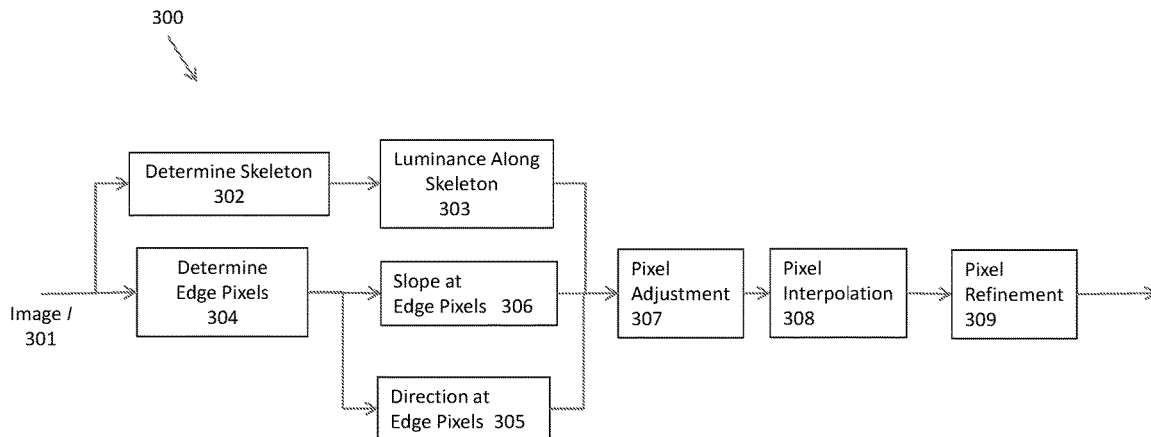 300
Determine Skeleton
302
Luminance Along
Skeleton
303
Image I
301
Determine
Edge Pixels
304
Slope at
Edge Pixels 306
Direction at
Edge Pixels 305
Pixel
Adjustment
307
Pixel
Interpolation
308
Pixel
Refinement
309